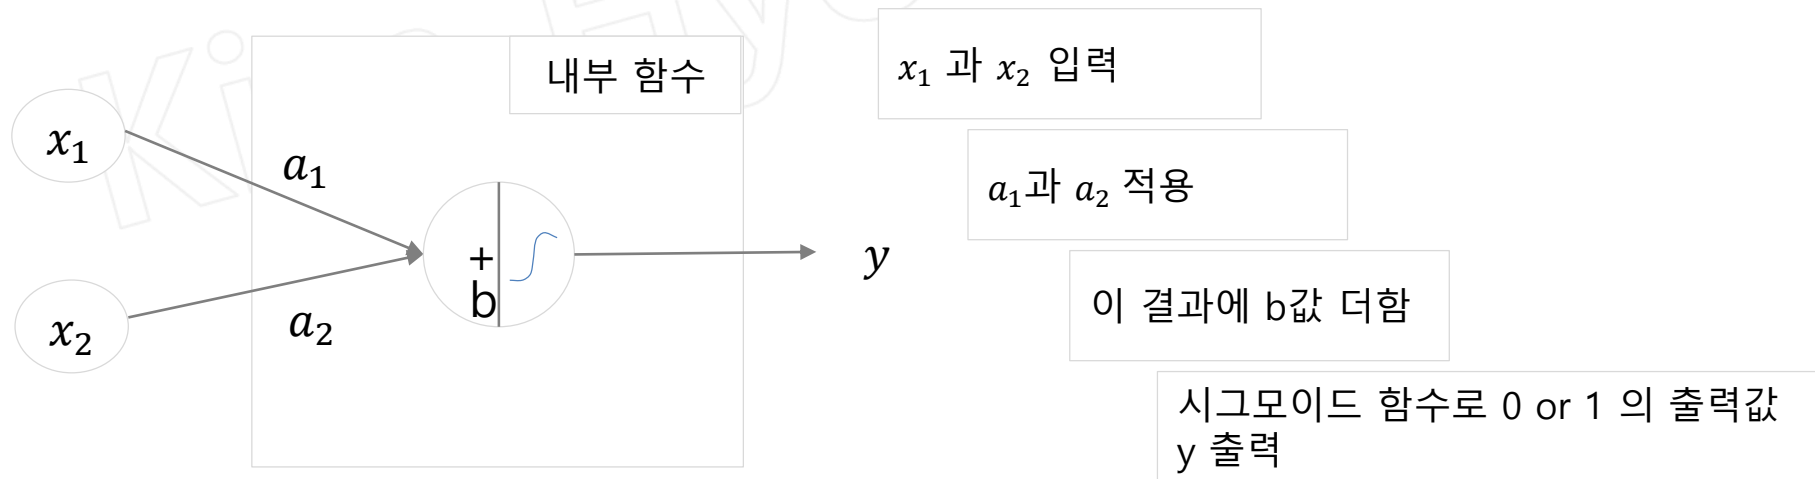 내부 함수
x₁
a₁
+
b
y
x₂
a₂
x₁ 과 x₂ 입력
a₁과 a₂ 적용
이 결과에 b값 더함
시그모이드 함수로 0 or 1 의 출력값
y 출력